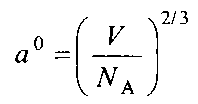 a⁰ = (V / N_A)^{2/3}